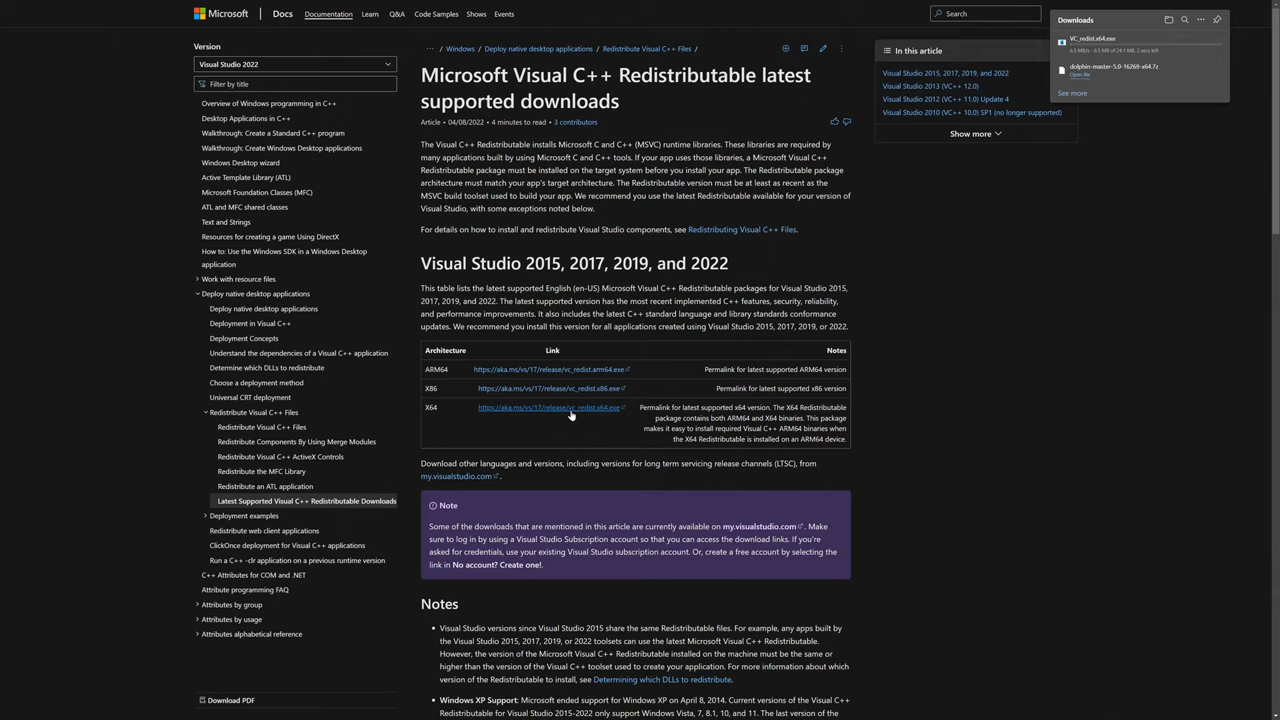 Microsoft
Docs
Documentation
Learn
Q&A
Code Samples
Shows
Events
Search
Downloads
VC_redist.x64.exe
6.5 MB/s - 6.5 MB of 24.1 MB, 2 secs left
dolphin-master-5.0-16269-x64.7z
Open file
See more
Version
Visual Studio 2022
Filter by title
Overview of Windows programming in C++
Desktop Applications in C++
Walkthrough: Create a Standard C++ program
Walkthrough: Create Windows Desktop applications
Windows Desktop wizard
Active Template Library (ATL)
Microsoft Foundation Classes (MFC)
ATL and MFC shared classes
Text and Strings
Resources for creating a game Using DirectX
How to: Use the Windows SDK in a Windows Desktop
application
Work with resource files
Deploy native desktop applications
Deploy native desktop applications
Deployment in Visual C++
Deployment Concepts
Understand the dependencies of a Visual C++ application
Determine which DLLs to redistribute
Choose a deployment method
Universal CRT deployment
Redistribute Visual C++ Files
Redistribute Visual C++ Files
Redistribute Components By Using Merge Modules
Redistribute Visual C++ ActiveX Controls
Redistribute the MFC Library
Redistribute an ATL application
Latest Supported Visual C++ Redistributable Downloads
Deployment examples
Redistribute web client applications
ClickOnce deployment for Visual C++ applications
Run a C++ -clr application on a previous runtime version
C++ Attributes for COM and .NET
Attribute programming FAQ
Attributes by group
Attributes by usage
Attributes alphabetical reference
Download PDF
··· / Windows / Deploy native desktop applications / Redistribute Visual C++ Files /
Microsoft Visual C++ Redistributable latest
supported downloads
Article • 04/08/2022 • 4 minutes to read • 3 contributors
The Visual C++ Redistributable installs Microsoft C and C++ (MSVC) runtime libraries. These libraries are required by
many applications built by using Microsoft C and C++ tools. If your app uses those libraries, a Microsoft Visual C++
Redistributable package must be installed on the target system before you install your app. The Redistributable package
architecture must match your app's target architecture. The Redistributable version must be at least as recent as the
MSVC build toolset used to build your app. We recommend you use the latest Redistributable available for your version of
Visual Studio, with some exceptions noted below.
For details on how to install and redistribute Visual Studio components, see Redistributing Visual C++ Files.
Visual Studio 2015, 2017, 2019, and 2022
This table lists the latest supported English (en-US) Microsoft Visual C++ Redistributable packages for Visual Studio 2015,
2017, 2019, and 2022. The latest supported version has the most recent implemented C++ features, security, reliability,
and performance improvements. It also includes the latest C++ standard language and library standards conformance
updates. We recommend you install this version for all applications created using Visual Studio 2015, 2017, 2019, or 2022.
Architecture Link Notes
ARM64 https://aka.ms/vs/17/release/vc_redist.arm64.exe Permalink for latest supported ARM64 version
X86 https://aka.ms/vs/17/release/vc_redist.x86.exe Permalink for latest supported x86 version
X64 https://aka.ms/vs/17/release/vc_redist.x64.exe Permalink for latest supported x64 version. The X64 Redistributable
package contains both ARM64 and X64 binaries. This package
makes it easy to install required Visual C++ ARM64 binaries when
the X64 Redistributable is installed on an ARM64 device.
Download other languages and versions, including versions for long term servicing release channels (LTSC), from
my.visualstudio.com .
Note
Some of the downloads that are mentioned in this article are currently available on my.visualstudio.com . Make
sure to log in by using a Visual Studio Subscription account so that you can access the download links. If you're
asked for credentials, use your existing Visual Studio subscription account. Or, create a free account by selecting the
link in No account? Create one!.
Notes
• Visual Studio versions since Visual Studio 2015 share the same Redistributable files. For example, any apps built by
the Visual Studio 2015, 2017, 2019, or 2022 toolsets can use the latest Microsoft Visual C++ Redistributable.
However, the version of the Microsoft Visual C++ Redistributable installed on the machine must be the same or
higher than the version of the Visual C++ toolset used to create your application. For more information about which
version of the Redistributable to install, see Determining which DLLs to redistribute.
• Windows XP Support: Microsoft ended support for Windows XP on April 8, 2014. Current versions of the Visual C++
Redistributable for Visual Studio 2015-2022 only support Windows Vista, 7, 8.1, 10, and 11. The last version of the
In this article
Visual Studio 2015, 2017, 2019, and 2022
Visual Studio 2013 (VC++ 12.0)
Visual Studio 2012 (VC++ 11.0) Update 4
Visual Studio 2010 (VC++ 10.0) SP1 (no longer supported)
Show more